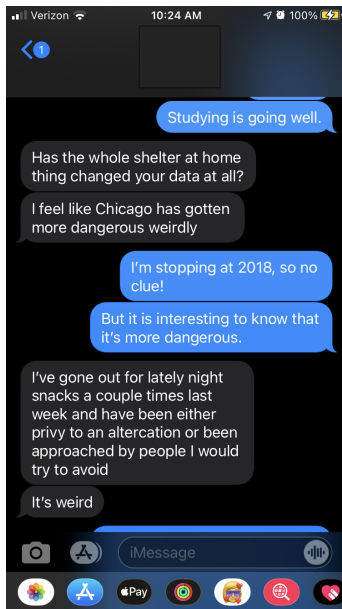 Verizon 10:24 AM 100%
1
Studying is going well.
Has the whole shelter at home
thing changed your data at all?
I feel like Chicago has gotten
more dangerous weirdly
I'm stopping at 2018, so no
clue!
But it is interesting to know that
it's more dangerous.
I've gone out for lately night
snacks a couple times last
week and have been either
privy to an altercation or been
approached by people I would
try to avoid
It's weird
iMessage
Pay